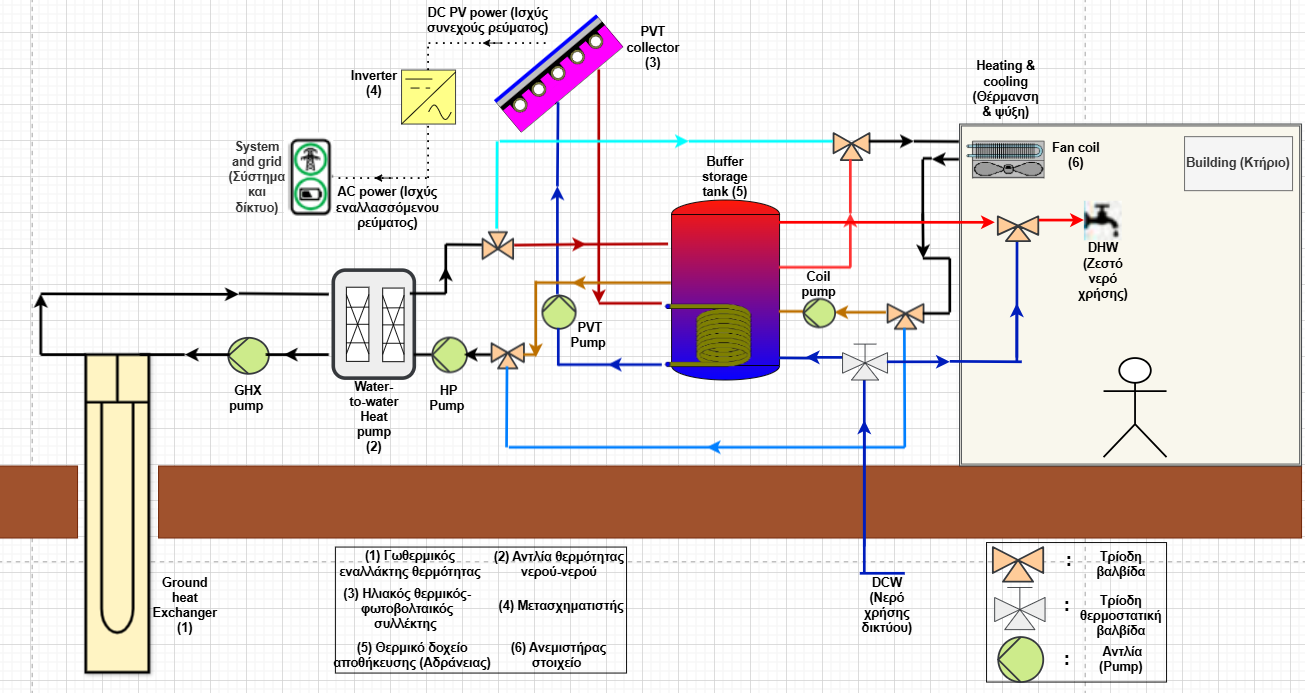 DC PV power (Ισχύς
συνεχούς ρεύματος)
PVT
collector
(3)
Inverter
(4)
Heating &
cooling
(Θέρμανση
& ψύξη)
System
and grid
(Σύστημα
και
δίκτυο)
AC power (Ισχύς
εναλλασσόμενου
ρεύματος)
Buffer
storage
tank (5)
Fan coil
(6)
Building (Κτήριο)
DHW
(Ζεστό
νερό
χρήσης)
Coil
pump
PVT
Pump
GHX
pump
Water-
to-water
Heat
pump
(2)
HP
Pump
Ground
heat
Exchanger
(1)
(1) Γωθερμικός
εναλλάκτης θερμότητας
(2) Αντλία θερμότητας
νερού-νερού
(3) Ηλιακός θερμικός-
φωτοβολταικός
συλλέκτης
(4) Μετασχηματιστής
(5) Θερμικό δοχείο
αποθήκευσης (Αδράνειας)
(6) Ανεμιστήρας
στοιχείο
DCW
(Νερό
χρήσης
δικτύου)
: Τρίοδη
βαλβίδα
: Τρίοδη
θερμοστατική
βαλβίδα
: Αντλία
(Pump)